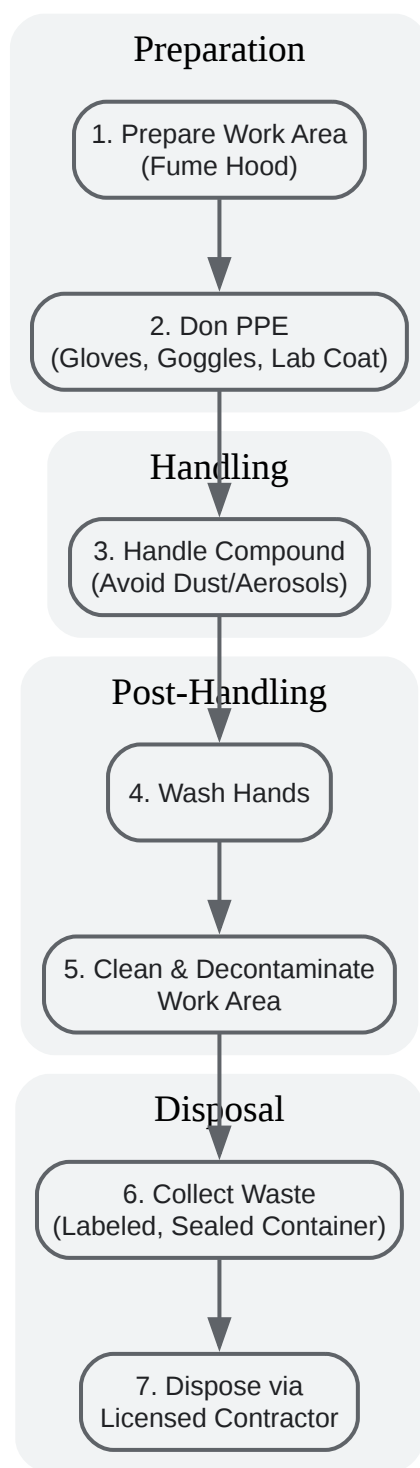 Preparation
1. Prepare Work Area
(Fume Hood)
2. Don PPE
(Gloves, Goggles, Lab Coat)
Handling
3. Handle Compound
(Avoid Dust/Aerosols)
Post-Handling
4. Wash Hands
5. Clean & Decontaminate
Work Area
Disposal
6. Collect Waste
(Labeled, Sealed Container)
7. Dispose via
Licensed Contractor